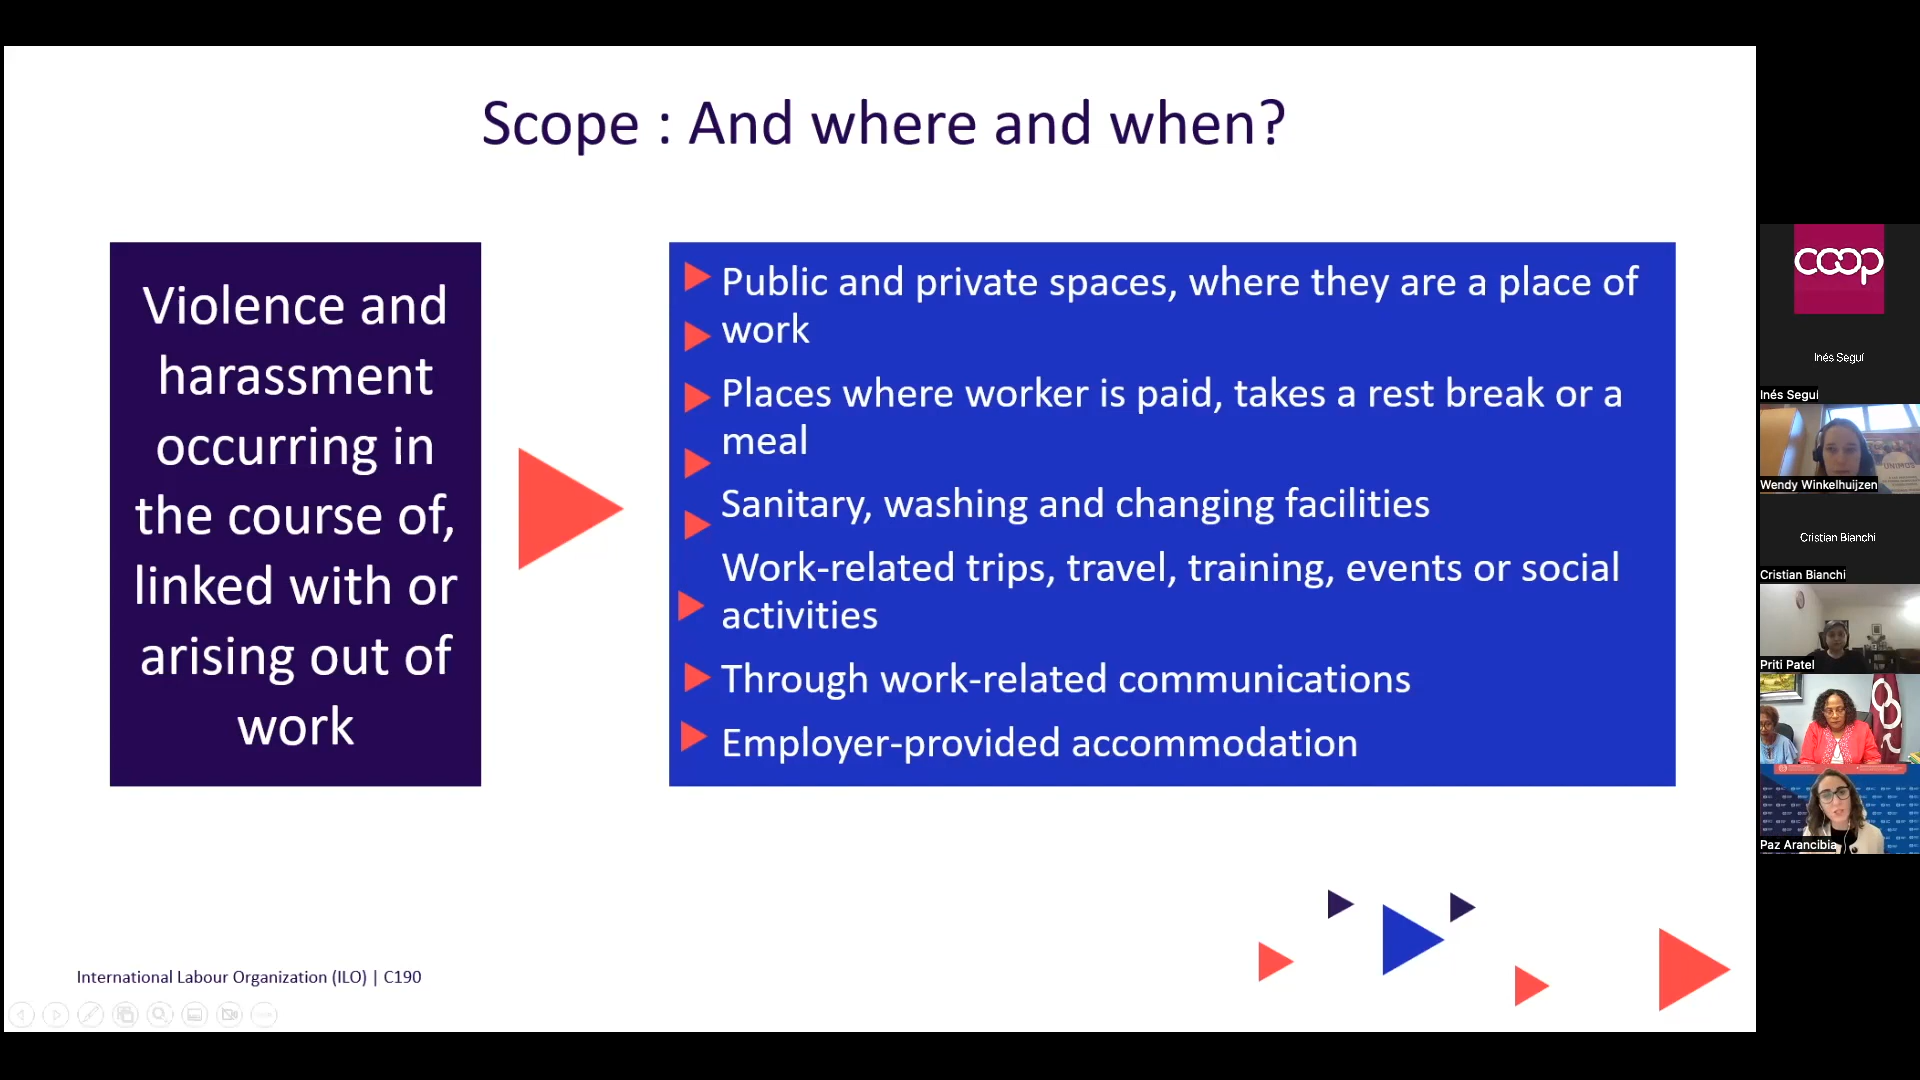 Scope : And where and when?
Violence and
harassment
occurring in
the course of,
linked with or
arising out of
work
Public and private spaces, where they are a place of
work
Places where worker is paid, takes a rest break or a
meal
Sanitary, washing and changing facilities
Work-related trips, travel, training, events or social
activities
Through work-related communications
Employer-provided accommodation
International Labour Organization (ILO) | C190
coop
Inés Seguí
Inés Seguí
Wendy Winkelhuijzen
Cristian Bianchi
Cristian Bianchi
Priti Patel
Paz Arancibia